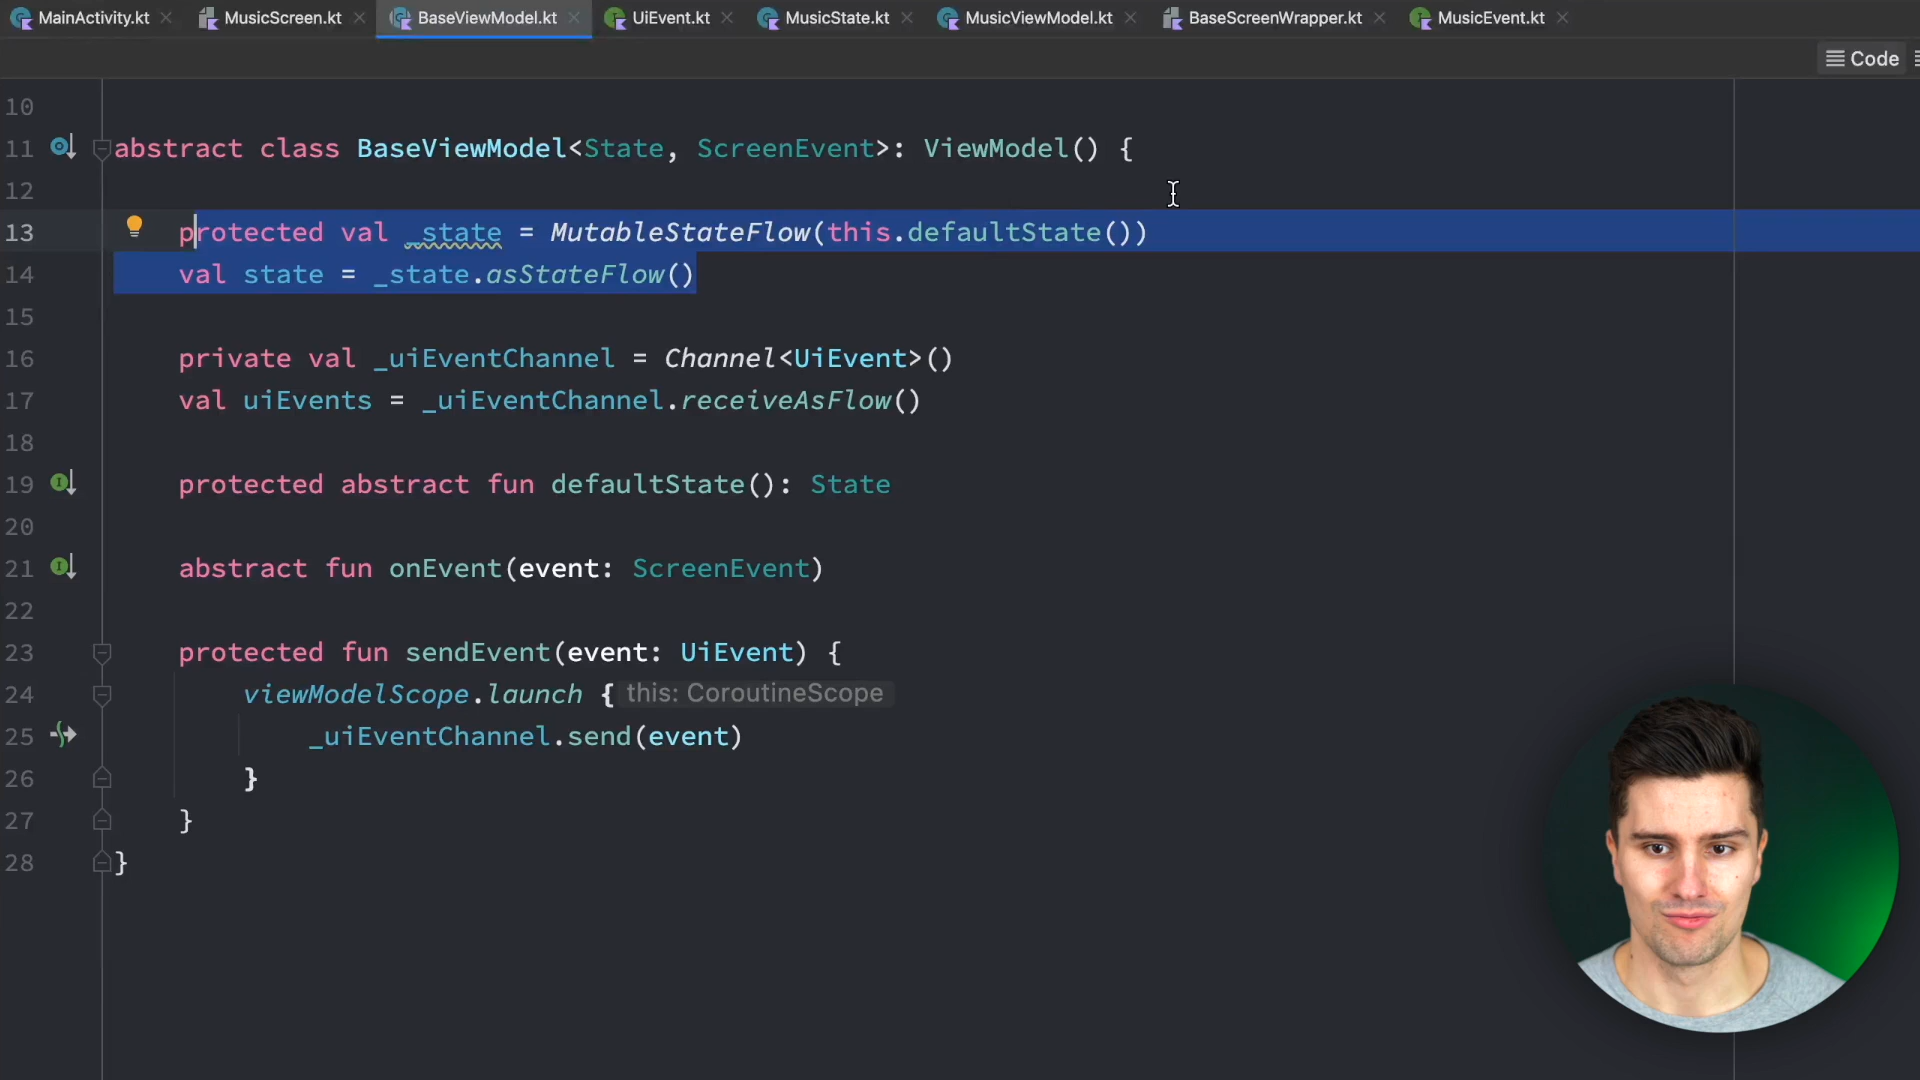 MainActivity.kt MusicScreen.kt BaseViewModel.kt UiEvent.kt MusicState.kt MusicViewModel.kt BaseScreenWrapper.kt MusicEvent.kt
Code
10
11 abstract class BaseViewModel<State, ScreenEvent>: ViewModel() {
12
13 protected val _state = MutableStateFlow(this.defaultState())
14 val state = _state.asStateFlow()
15
16 private val _uiEventChannel = Channel<UiEvent>()
17 val uiEvents = _uiEventChannel.receiveAsFlow()
18
19 protected abstract fun defaultState(): State
20
21 abstract fun onEvent(event: ScreenEvent)
22
23 protected fun sendEvent(event: UiEvent) {
24 viewModelScope.launch { this: CoroutineScope
25 _uiEventChannel.send(event)
26 }
27 }
28 }